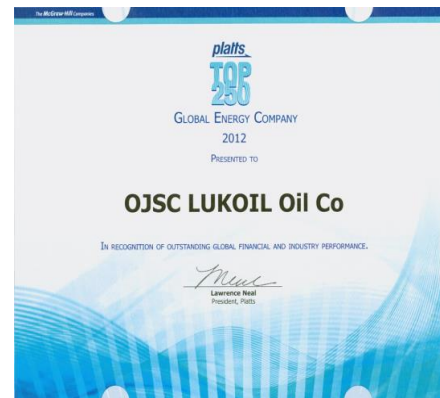 The McGraw-Hill Companies
platts
TOP
250
GLOBAL ENERGY COMPANY
2012
PRESENTED TO
OJSC LUKOIL Oil Co
IN RECOGNITION OF OUTSTANDING GLOBAL FINANCIAL AND INDUSTRY PERFORMANCE.
Lawrence Neal
President, Platts